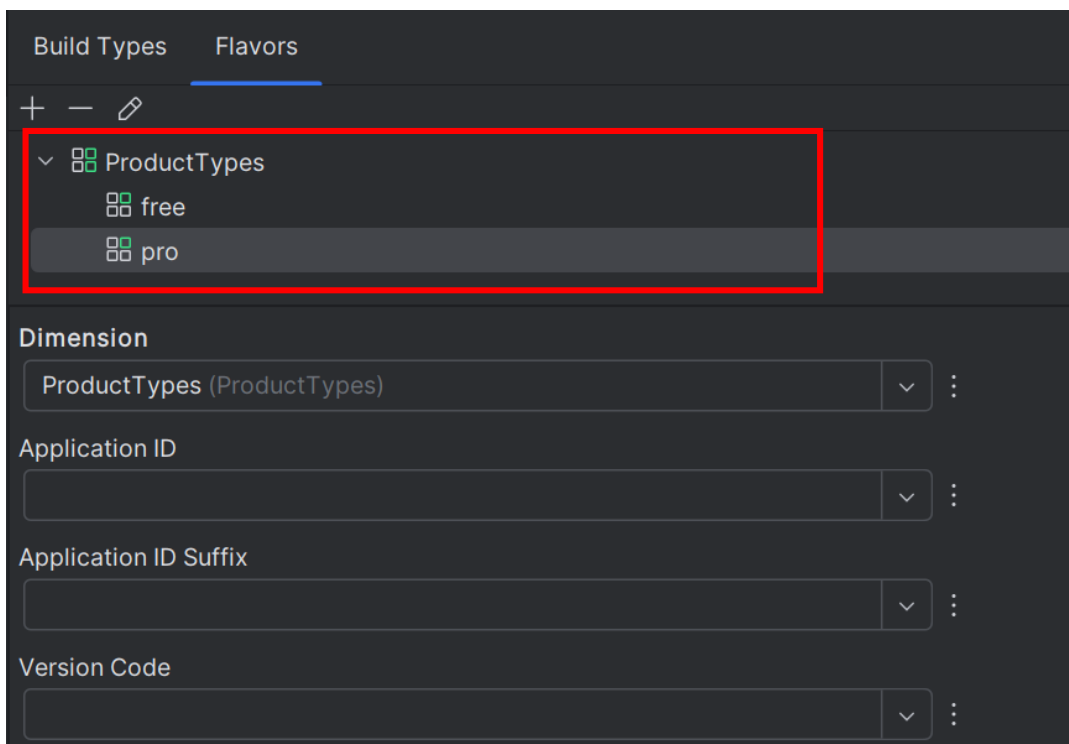 Build Types Flavors
ProductTypes
free
pro
Dimension
ProductTypes (ProductTypes)
Application ID
Application ID Suffix
Version Code